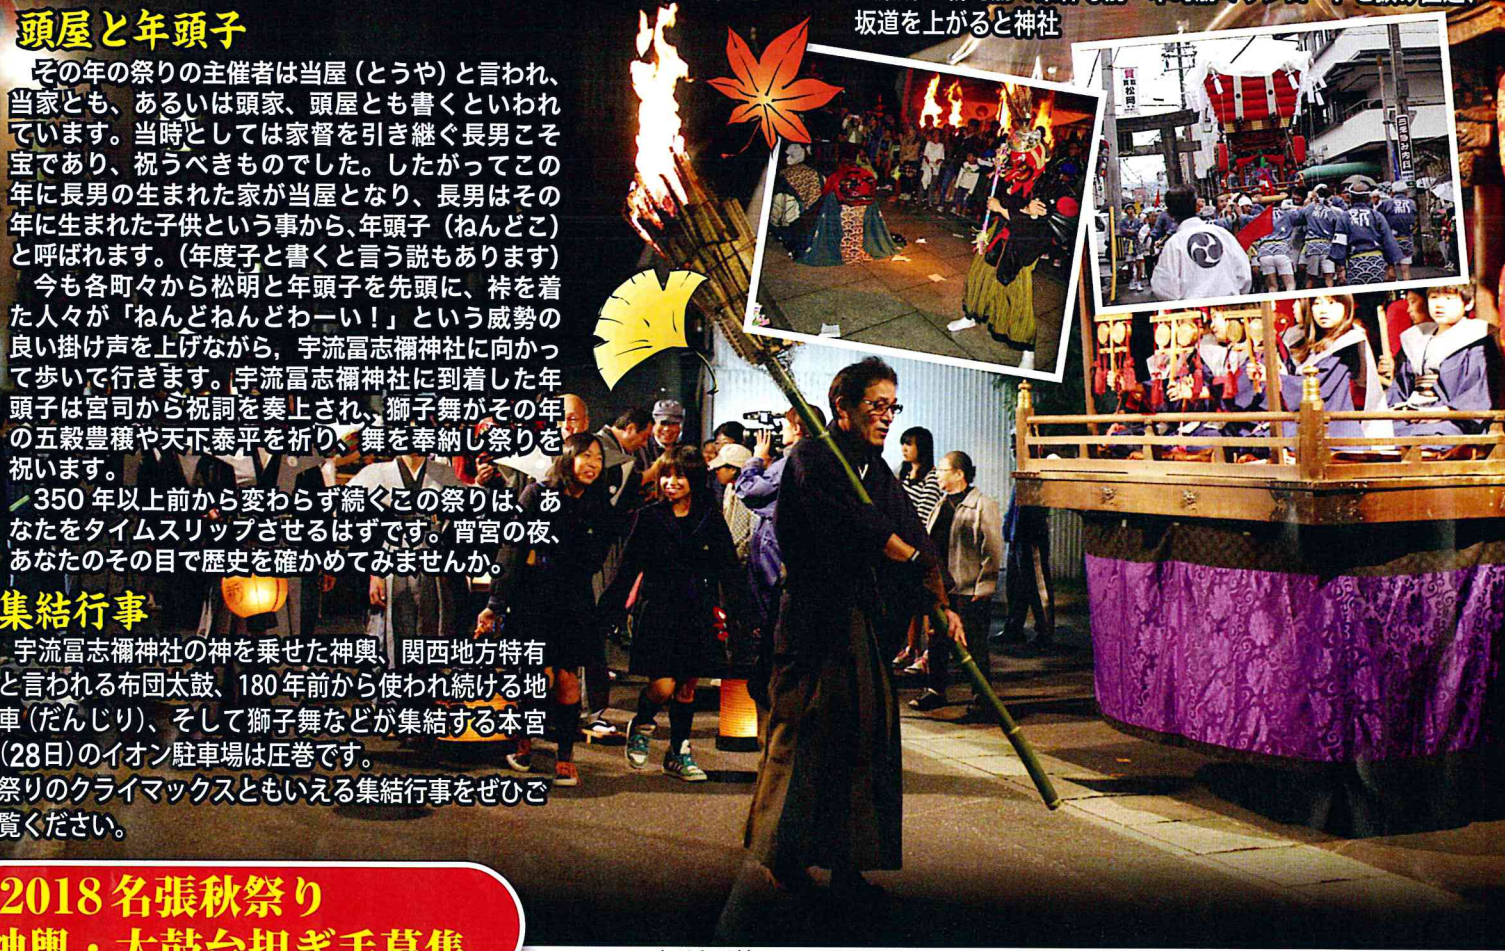 坂道を上がると神社
頭屋と年頭子
その年の祭りの主催者は当屋（とうや）と言われ、
当家とも、あるいは頭家、頭屋とも書くといわれ
ています。当時としては家督を引き継ぐ長男こそ
宝であり、祝うべきものでした。したがってこの
年に長男の生まれた家が当屋となり、長男はその
年に生まれた子供という事から、年頭子（ねんどこ）
と呼ばれます。（年度子と書くと言う説もあります）
今も各町々から松明と年頭子を先頭に、裃を着
た人々が「ねんどねんどわーい！」という威勢の
良い掛け声を上げながら，宇流冨志禰神社に向かっ
て歩いて行きます。宇流冨志禰神社に到着した年
頭子は宮司から祝詞を奏上され、獅子舞がその年
の五穀豊穣や天下泰平を祈り、舞を奉納し祭りを
祝います。
350 年以上前から変わらず続くこの祭りは、あ
なたをタイムスリップさせるはずです。宵宮の夜、
あなたのその目で歴史を確かめてみませんか。
集結行事
宇流冨志禰神社の神を乗せた神輿、関西地方特有
と言われる布団太鼓、180 年前から使われ続ける地
車（だんじり）、そして獅子舞などが集結する本宮
（28日）のイオン駐車場は圧巻です。
祭りのクライマックスともいえる集結行事をぜひご
覧ください。
2018 名張秋祭り
神輿・太鼓台担ぎ手募集